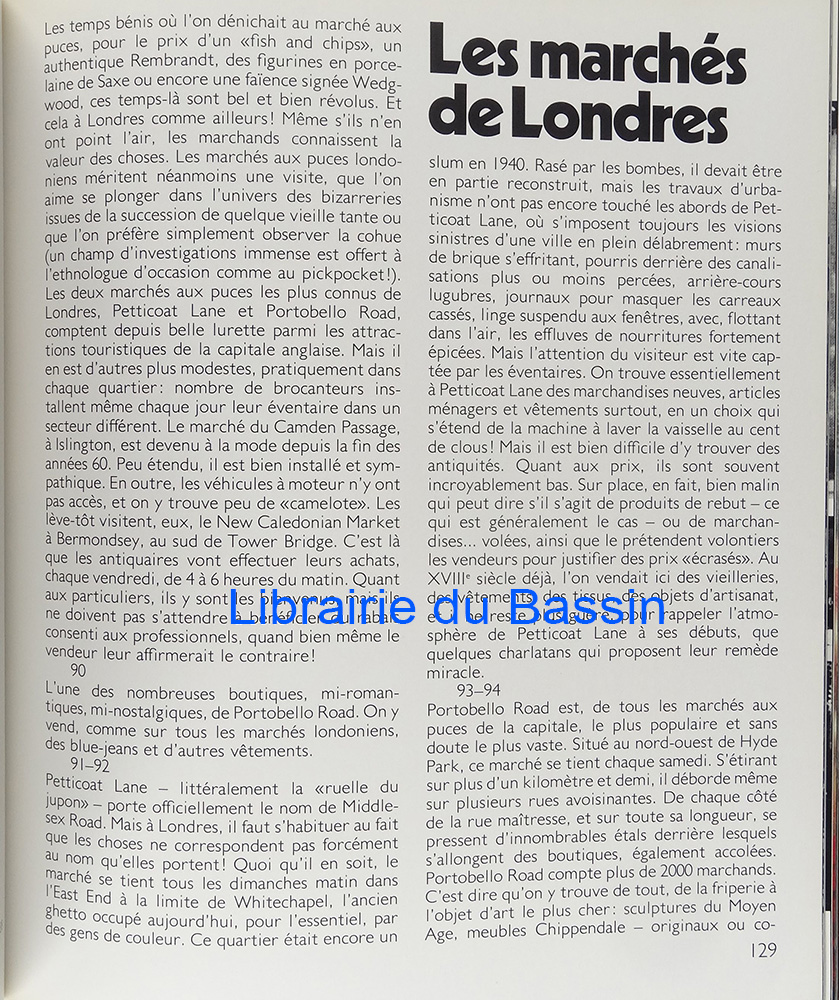 Les marchés
de Londres
Les temps bénis où l'on dénichait au marché aux
puces, pour le prix d'un «fish and chips», un
authentique Rembrandt, des figurines en porce-
laine de Saxe ou encore une faïence signée Wedg-
wood, ces temps-là sont bel et bien révolus. Et
cela à Londres comme ailleurs! Même s'ils n'en
ont point l'air, les marchands connaissent la
valeur des choses. Les marchés aux puces londo-
niens méritent néanmoins une visite, que l'on
aime se plonger dans l'univers des bizarreries
issues de la succession de quelque vieille tante ou
que l'on préfère simplement observer la cohue
(un champ d'investigations immense est offert à
l'ethnologue d'occasion comme au pickpocket!).
Les deux marchés aux puces les plus connus de
Londres, Petticoat Lane et Portobello Road,
comptent depuis belle lurette parmi les attrac-
tions touristiques de la capitale anglaise. Mais il
en est d'autres plus modestes, pratiquement dans
chaque quartier: nombre de brocanteurs ins-
tallent même chaque jour leur éventaire dans un
secteur différent. Le marché du Camden Passage,
à Islington, est devenu à la mode depuis la fin des
années 60. Peu étendu, il est bien installé et sym-
pathique. En outre, les véhicules à moteur n'y ont
pas accès, et on y trouve peu de «camelote». Les
lève-tôt visitent, eux, le New Caledonian Market
à Bermondsey, au sud de Tower Bridge. C'est là
que les antiquaires vont effectuer leurs achats,
chaque vendredi, de 4 à 6 heures du matin. Quant
aux particuliers, ils y sont les bienvenus, mais ils
ne doivent pas s'attendre à bénéficier du rabais
consenti aux professionnels, quand bien même le
vendeur leur affirmerait le contraire!
90
L'une des nombreuses boutiques, mi-roman-
tiques, mi-nostalgiques, de Portobello Road. On y
vend, comme sur tous les marchés londoniens,
des blue-jeans et d'autres vêtements.
91–92
Petticoat Lane – littéralement la «ruelle du
jupon» – porte officiellement le nom de Middle-
sex Road. Mais à Londres, il faut s'habituer au fait
que les choses ne correspondent pas forcément
au nom qu'elles portent! Quoi qu'il en soit, le
marché se tient tous les dimanches matin dans
l'East End à la limite de Whitechapel, l'ancien
ghetto occupé aujourd'hui, pour l'essentiel, par
des gens de couleur. Ce quartier était encore un
slum en 1940. Rasé par les bombes, il devait être
en partie reconstruit, mais les travaux d'urba-
nisme n'ont pas encore touché les abords de Pet-
ticoat Lane, où s'imposent toujours les visions
sinistres d'une ville en plein délabrement: murs
de brique s'effritant, pourris derrière des canali-
sations plus ou moins percées, arrière-cours
lugubres, journaux pour masquer les carreaux
cassés, linge suspendu aux fenêtres, avec, flottant
dans l'air, les effluves de nourritures fortement
épicées. Mais l'attention du visiteur est vite cap-
tée par les éventaires. On trouve essentiellement
à Petticoat Lane des marchandises neuves, articles
ménagers et vêtements surtout, en un choix qui
s'étend de la machine à laver la vaisselle au cent
de clous! Mais il est bien difficile d'y trouver des
antiquités. Quant aux prix, ils sont souvent
incroyablement bas. Sur place, en fait, bien malin
qui peut dire s'il s'agit de produits de rebut – ce
qui est généralement le cas – ou de marchan-
dises... volées, ainsi que le prétendent volontiers
les vendeurs pour justifier des prix «écrasés». Au
XVIIIe siècle déjà, l'on vendait ici des vieilleries,
des vêtements, des tissus, des objets d'artisanat,
ne reste plus guère, pour rappeler l'atmo-
sphère de Petticoat Lane à ses débuts, que
quelques charlatans qui proposent leur remède
miracle.
93–94
Portobello Road est, de tous les marchés aux
puces de la capitale, le plus populaire et sans
doute le plus vaste. Situé au nord-ouest de Hyde
Park, ce marché se tient chaque samedi. S'étirant
sur plus d'un kilomètre et demi, il déborde même
sur plusieurs rues avoisinantes. De chaque côté
de la rue maîtresse, et sur toute sa longueur, se
pressent d'innombrables étals derrière lesquels
s'allongent des boutiques, également accolées.
Portobello Road compte plus de 2000 marchands.
C'est dire qu'on y trouve de tout, de la friperie à
l'objet d'art le plus cher: sculptures du Moyen
Age, meubles Chippendale – originaux ou co-
129
Librairie du Bassin